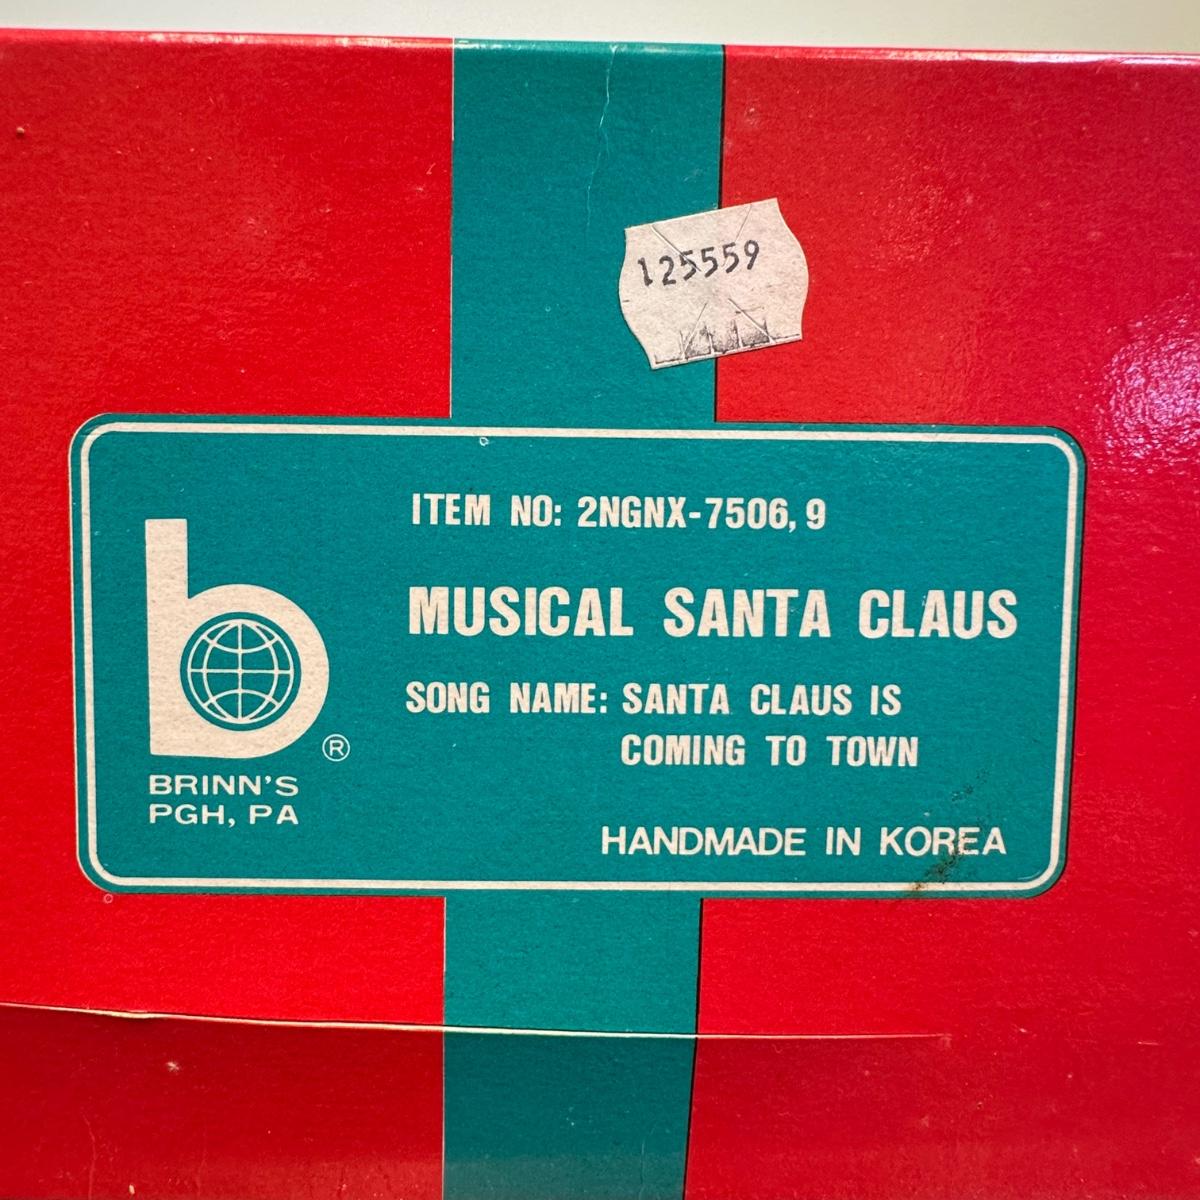 125559
ITEM NO: 2NGNX-7506,9
MUSICAL SANTA CLAUS
SONG NAME: SANTA CLAUS IS
COMING TO TOWN
HANDMADE IN KOREA
b
®
BRINN'S
PGH, PA